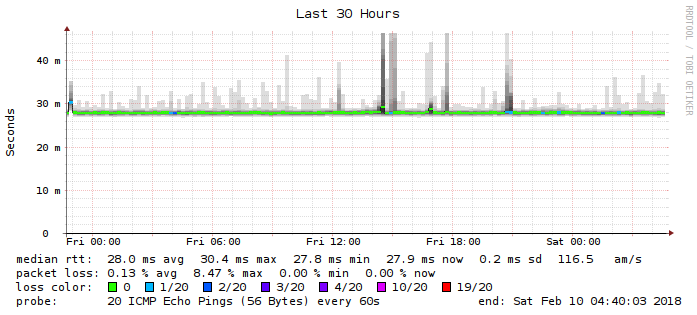 Last 30 Hours
RRDTOOL / TOBI OETIKER
Seconds
40 m
30 m
20 m
10 m
0
Fri 00:00 Fri 06:00 Fri 12:00 Fri 18:00 Sat 00:00
median rtt: 28.0 ms avg 30.4 ms max 27.8 ms min 27.9 ms now 0.2 ms sd 116.5 am/s
packet loss: 0.13 % avg 8.47 % max 0.00 % min 0.00 % now
loss color: 0 1/20 2/20 3/20 4/20 10/20 19/20
probe: 20 ICMP Echo Pings (56 Bytes) every 60s end: Sat Feb 10 04:40:03 2018